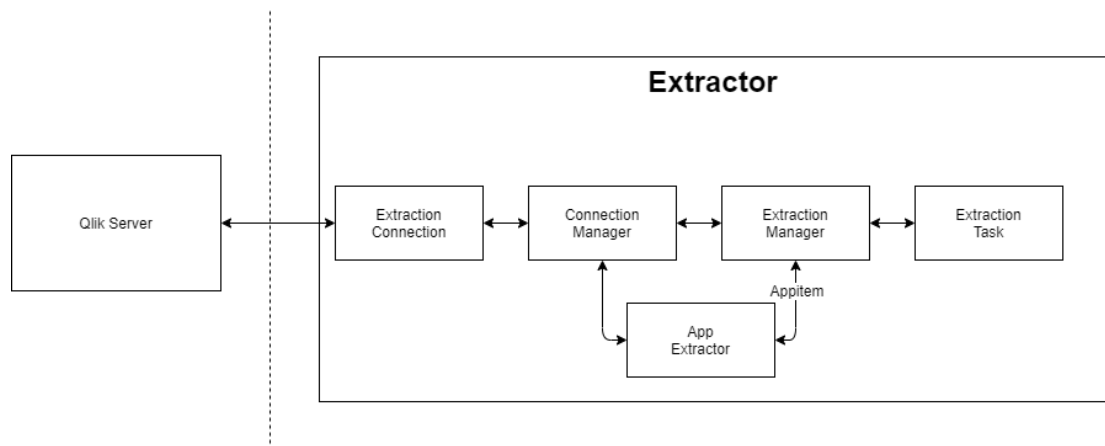 Extractor
Qlik Server
Extraction
Connection
Connection
Manager
Extraction
Manager
Extraction
Task
Appitem
App
Extractor